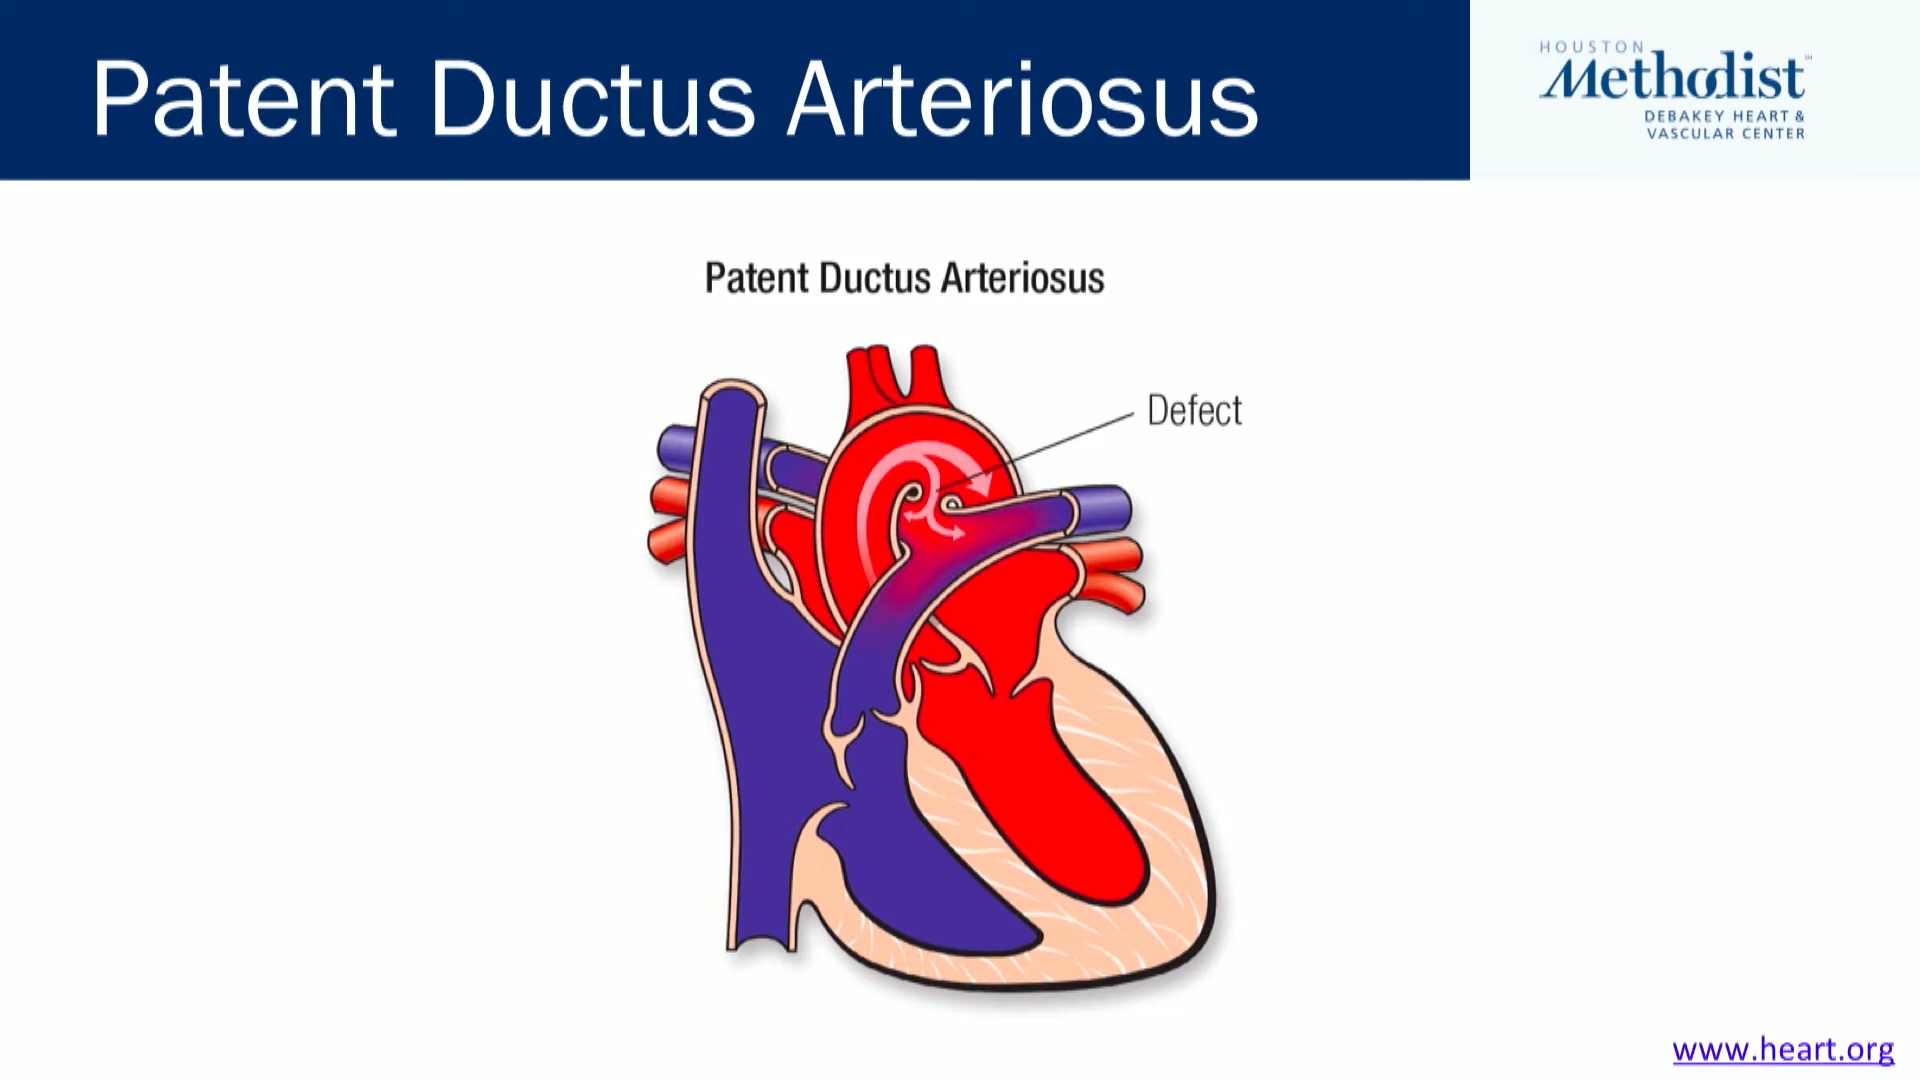 Patent Ductus Arteriosus
HOUSTON
Methodist
DEBAKEY HEART &
VASCULAR CENTER
Patent Ductus Arteriosus
Defect
www.heart.org